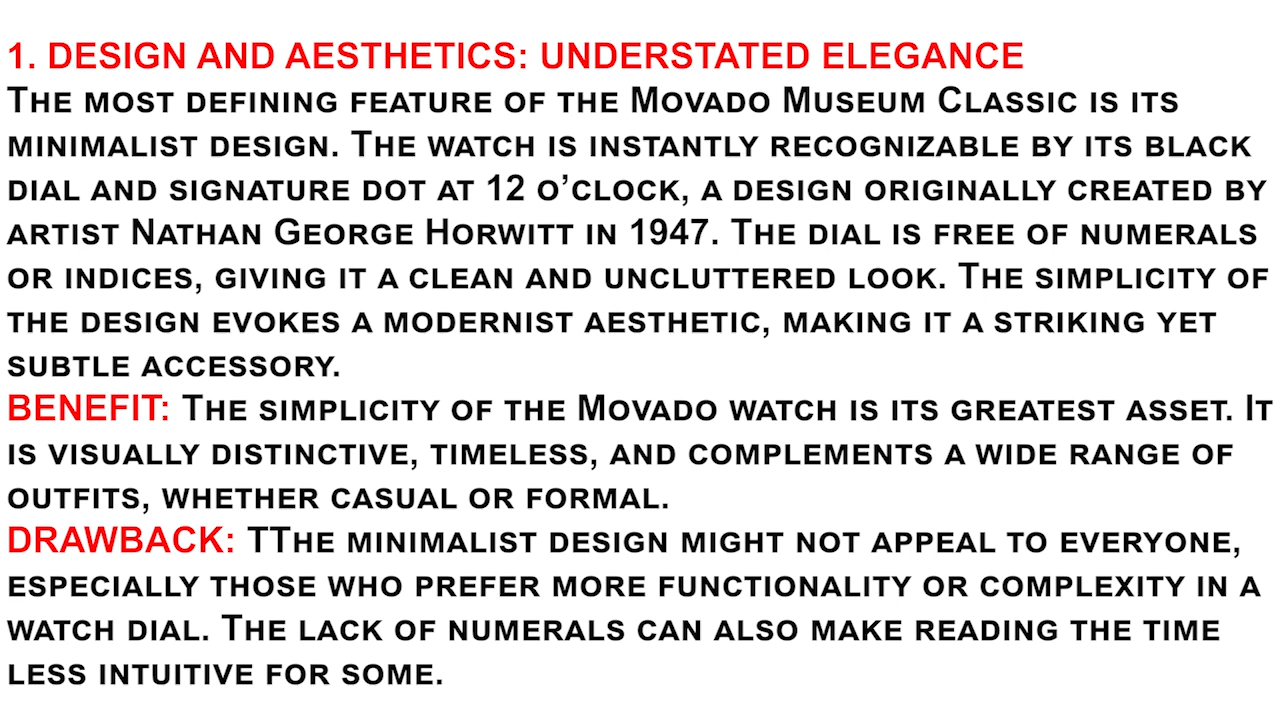 1. DESIGN AND AESTHETICS: UNDERSTATED ELEGANCE
The most defining feature of the Movado Museum Classic is its
minimalist design. The watch is instantly recognizable by its black
dial and signature dot at 12 o’clock, a design originally created by
artist Nathan George Horwitt in 1947. The dial is free of numerals
or indices, giving it a clean and uncluttered look. The simplicity of
the design evokes a modernist aesthetic, making it a striking yet
subtle accessory.
BENEFIT: The simplicity of the Movado watch is its greatest asset. It
is visually distinctive, timeless, and complements a wide range of
outfits, whether casual or formal.
DRAWBACK: TThe minimalist design might not appeal to everyone,
especially those who prefer more functionality or complexity in a
watch dial. The lack of numerals can also make reading the time
less intuitive for some.